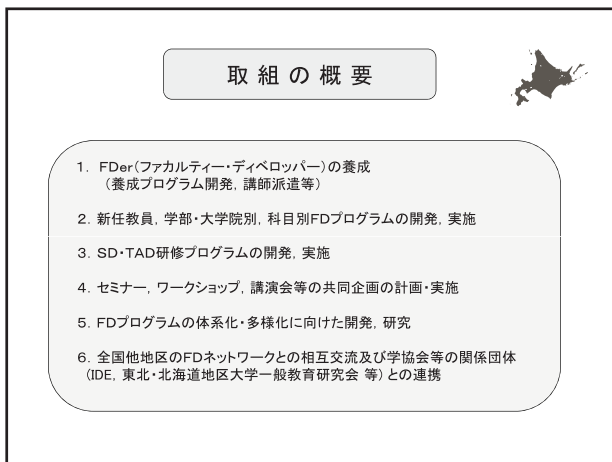 取組の概要
1. FDer(ファカルティー・ディベロッパー)の養成
(養成プログラム開発, 講師派遣等)
2. 新任教員, 学部・大学院別, 科目別FDプログラムの開発, 実施
3. SD・TAD研修プログラムの開発, 実施
4. セミナー, ワークショップ, 講演会等の共同企画の計画・実施
5. FDプログラムの体系化・多様化に向けた開発, 研究
6. 全国他地区のFDネットワークとの相互交流及び学協会等の関係団体
(IDE, 東北・北海道地区大学一般教育研究会 等) との連携